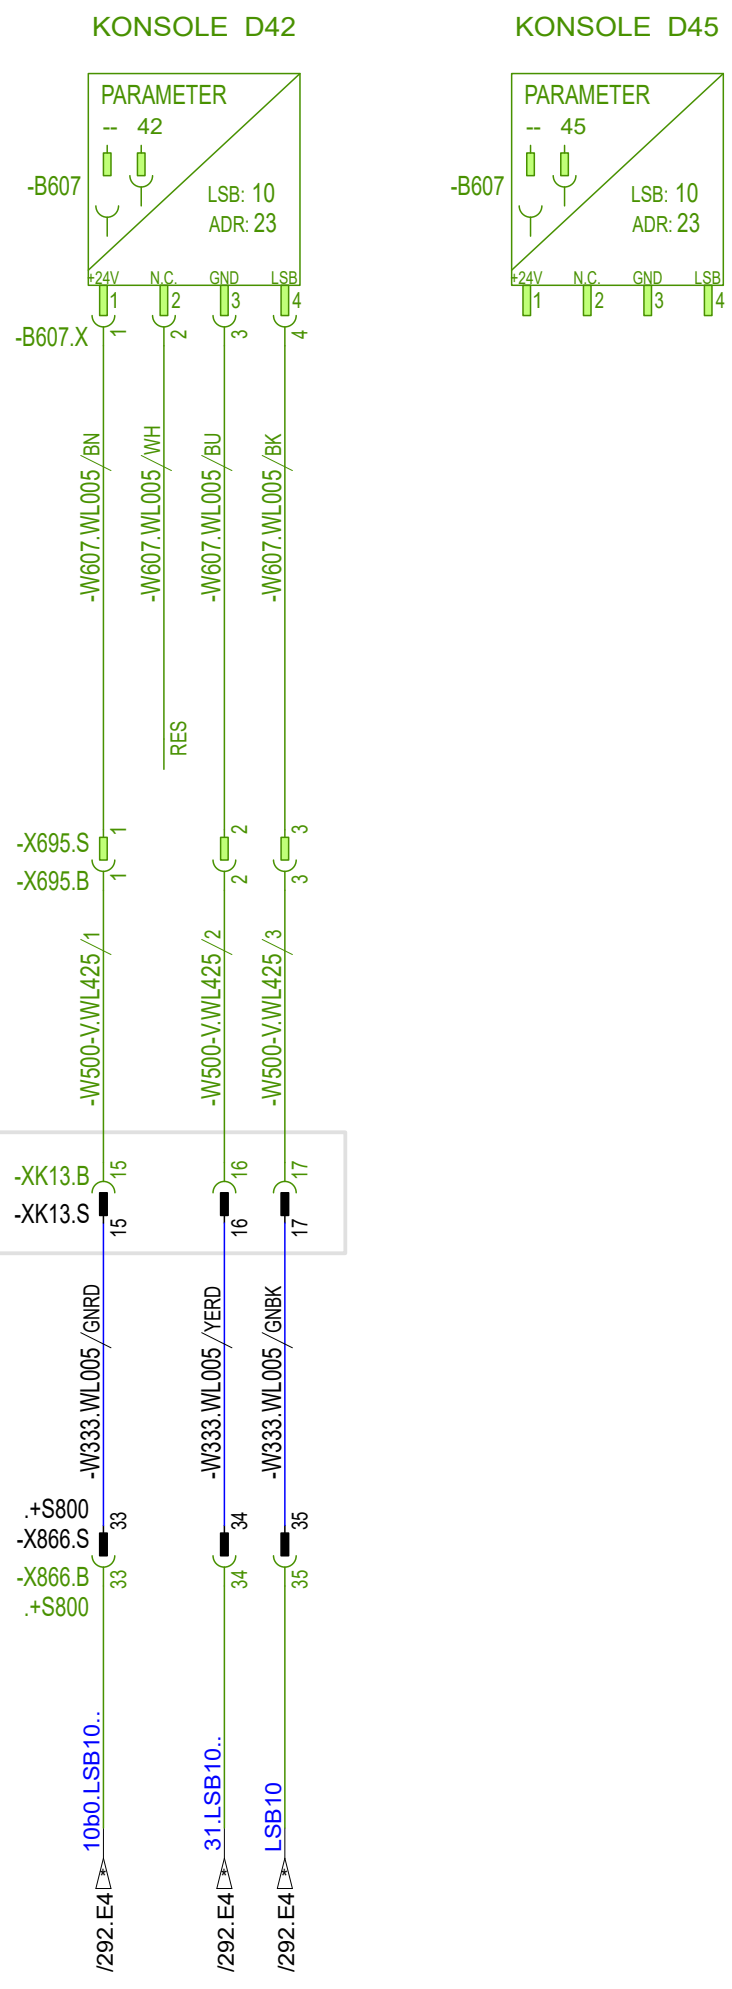 KONSOLE D42 KONSOLE D45
PARAMETER PARAMETER
-- 42 -- 45
-B607 -B607
LSB: 10 LSB: 10
ADR: 23 ADR: 23
+24V N.C. GND LSB +24V N.C. GND LSB
1 2 3 4 1 2 3 4
-B607.X 1 2 3 4
-W607.WL005 /BN -W607.WL005 /WH -W607.WL005 /BU -W607.WL005 /BK
RES
-X695.S 1 2 3
-X695.B 1 2 3
-W500-V.WL425 /1 -W500-V.WL425 /2 -W500-V.WL425 /3
-XK13.B 15 16 17
-XK13.S 15 16 17
-W333.WL005 /GNRD -W333.WL005 /YERD -W333.WL005 /GNBK
.+S800
-X866.S 33 34 35
-X866.B 33 34 35
.+S800
10b0.LSB10.. 31.LSB10.. LSB10
* * *
/292.E4 /292.E4 /292.E4